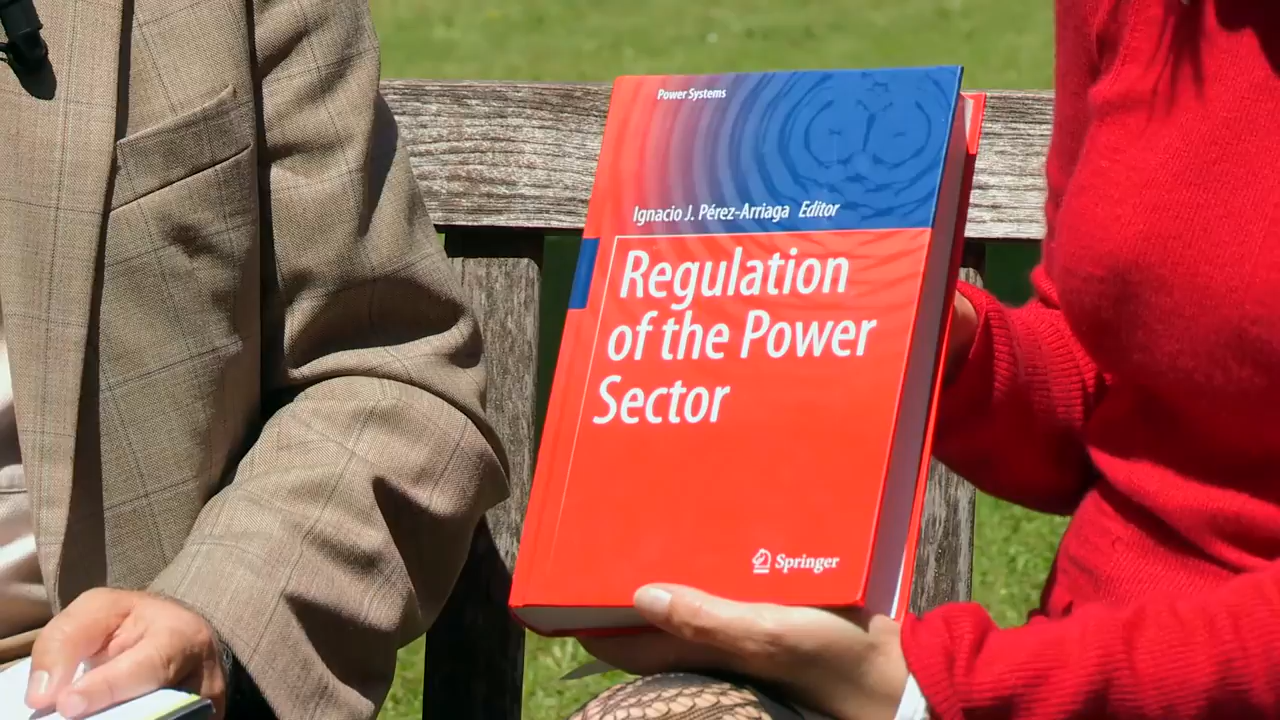 Power Systems
Ignacio J. Pérez-Arriaga Editor
Regulation
of the Power
Sector
Springer